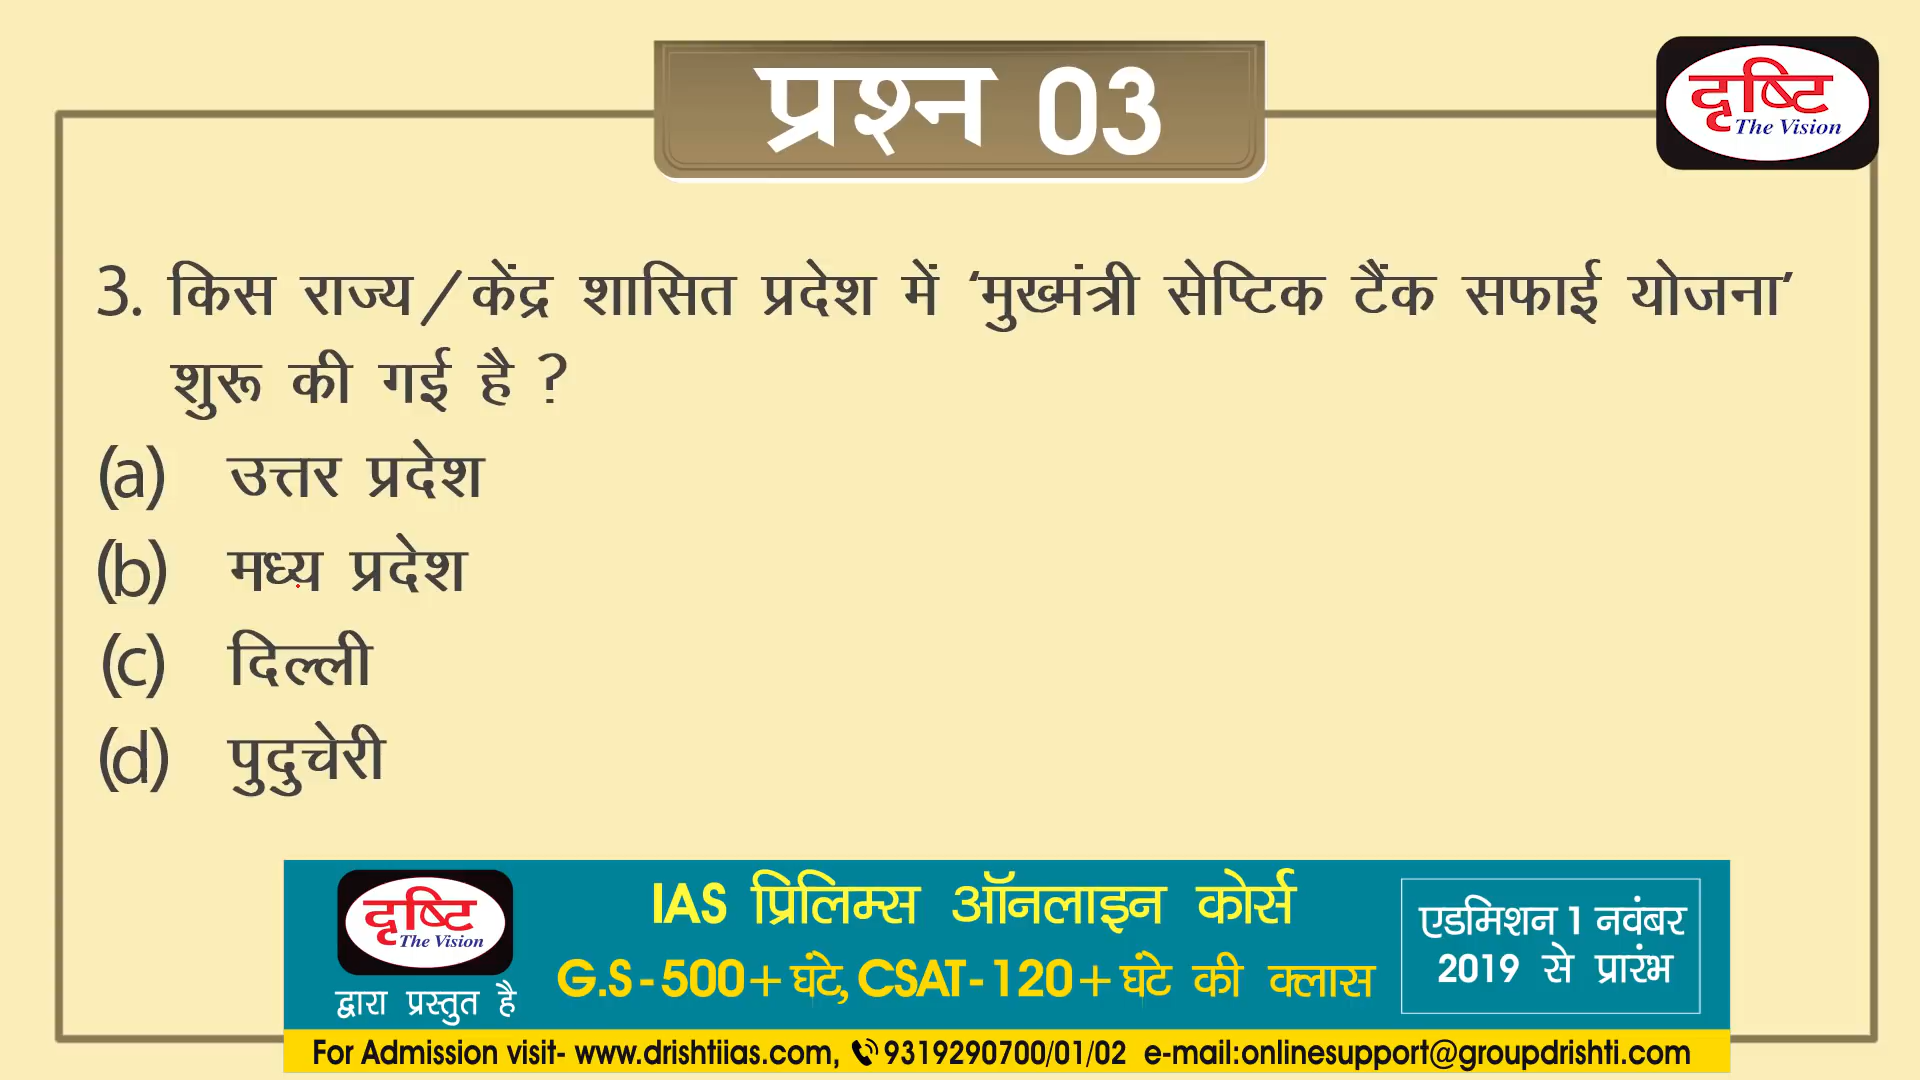 प्रश्न 03
दृष्टि
The Vision
3. किस राज्य/केंद्र शासित प्रदेश में ‘मुख्यमंत्री सेप्टिक टैंक सफाई योजना’
शुरू की गई है ?
(a) उत्तर प्रदेश
(b) मध्य प्रदेश
(c) दिल्ली
(d) पुदुचेरी
दृष्टि
The Vision
द्वारा प्रस्तुत है
IAS प्रिलिम्स ऑनलाइन कोर्स
G.S-500+घंटे, CSAT-120+घंटे की क्लास
एडमिशन 1 नवंबर
2019 से प्रारंभ
For Admission visit- www.drishtiias.com, 9319290700/01/02 e-mail:onlinesupport@groupdrishti.com